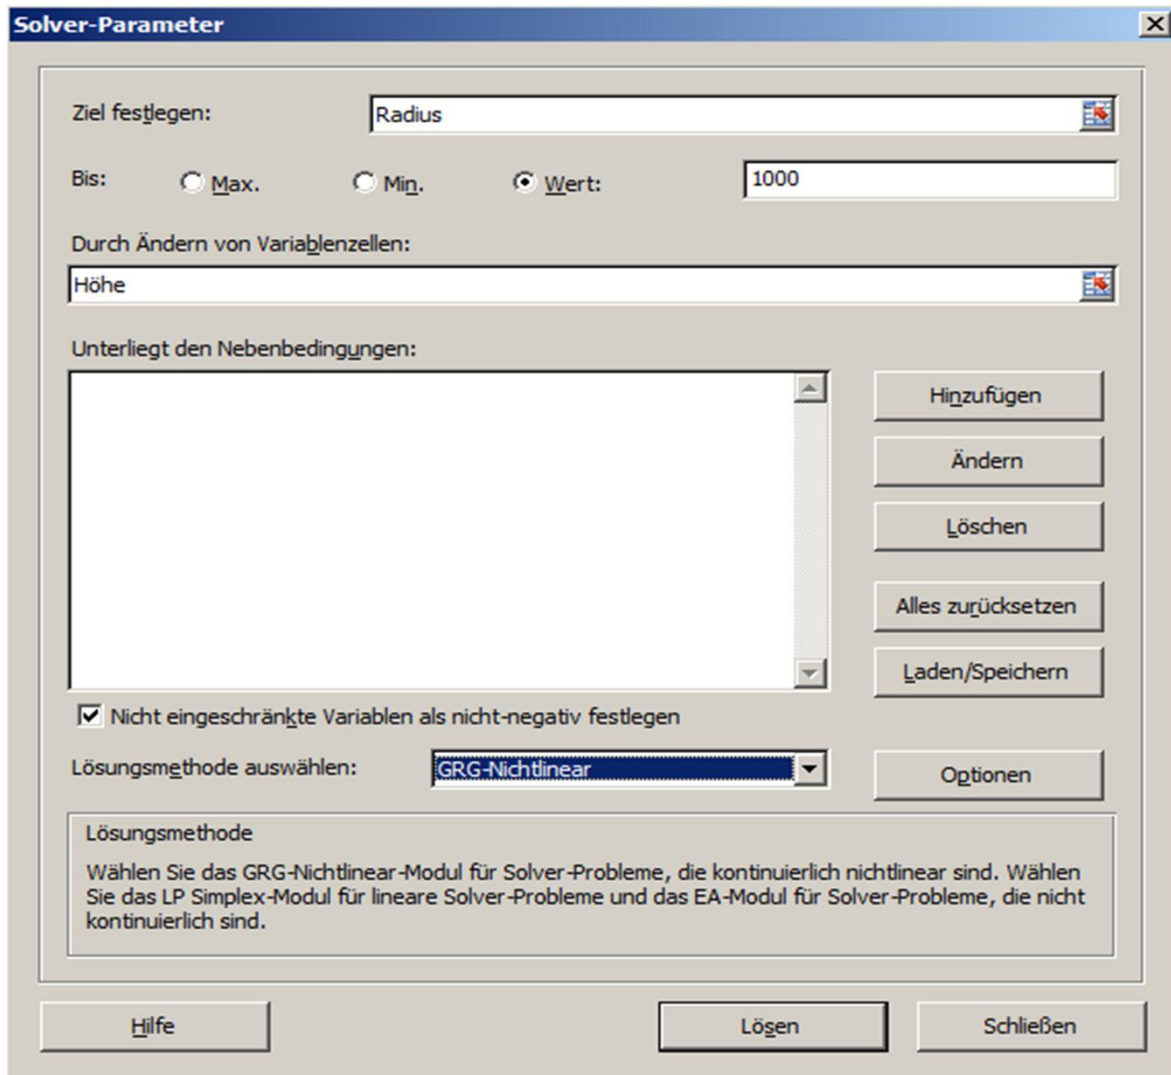 Solver-Parameter
Ziel festlegen:
Radius
Bis:
Max.
Min.
Wert:
1000
Durch Ändern von Variablenzellen:
Höhe
Unterliegt den Nebenbedingungen:
Hinzufügen
Ändern
Löschen
Alles zurücksetzen
Laden/Speichern
Nicht eingeschränkte Variablen als nicht-negativ festlegen
Lösungsmethode auswählen:
GRG-Nichtlinear
Optionen
Lösungsmethode
Wählen Sie das GRG-Nichtlinear-Modul für Solver-Probleme, die kontinuierlich nichtlinear sind. Wählen
Sie das LP Simplex-Modul für lineare Solver-Probleme und das EA-Modul für Solver-Probleme, die nicht
kontinuierlich sind.
Hilfe
Lösen
Schließen